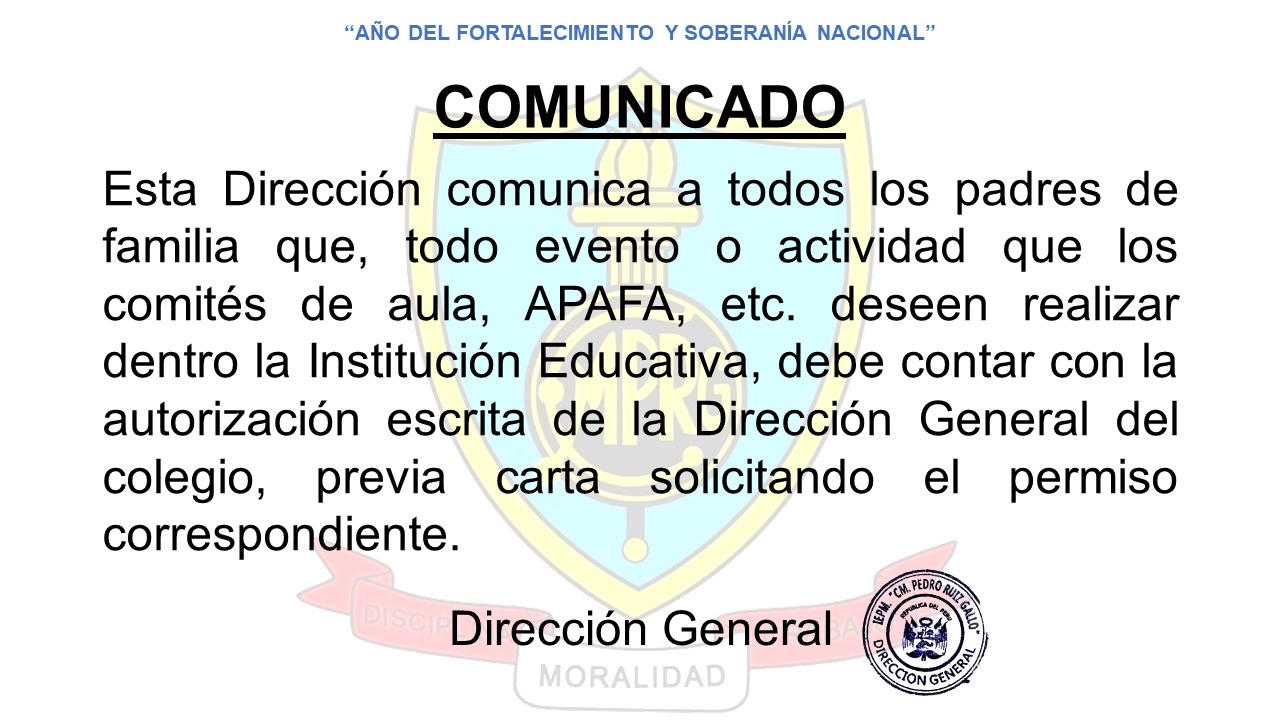 “AÑO DEL FORTALECIMIENTO Y SOBERANÍA NACIONAL”
COMUNICADO
Esta Dirección comunica a todos los padres de
familia que, todo evento o actividad que los
comités de aula, APAFA, etc. deseen realizar
dentro la Institución Educativa, debe contar con la
autorización escrita de la Dirección General del
colegio, previa carta solicitando el permiso
correspondiente.
Dirección General
IEPM. "CM. PEDRO RUIZ GALLO"
REPUBLICA DEL PERU
DIRECCION GENERAL
MPRG
MORALIDAD